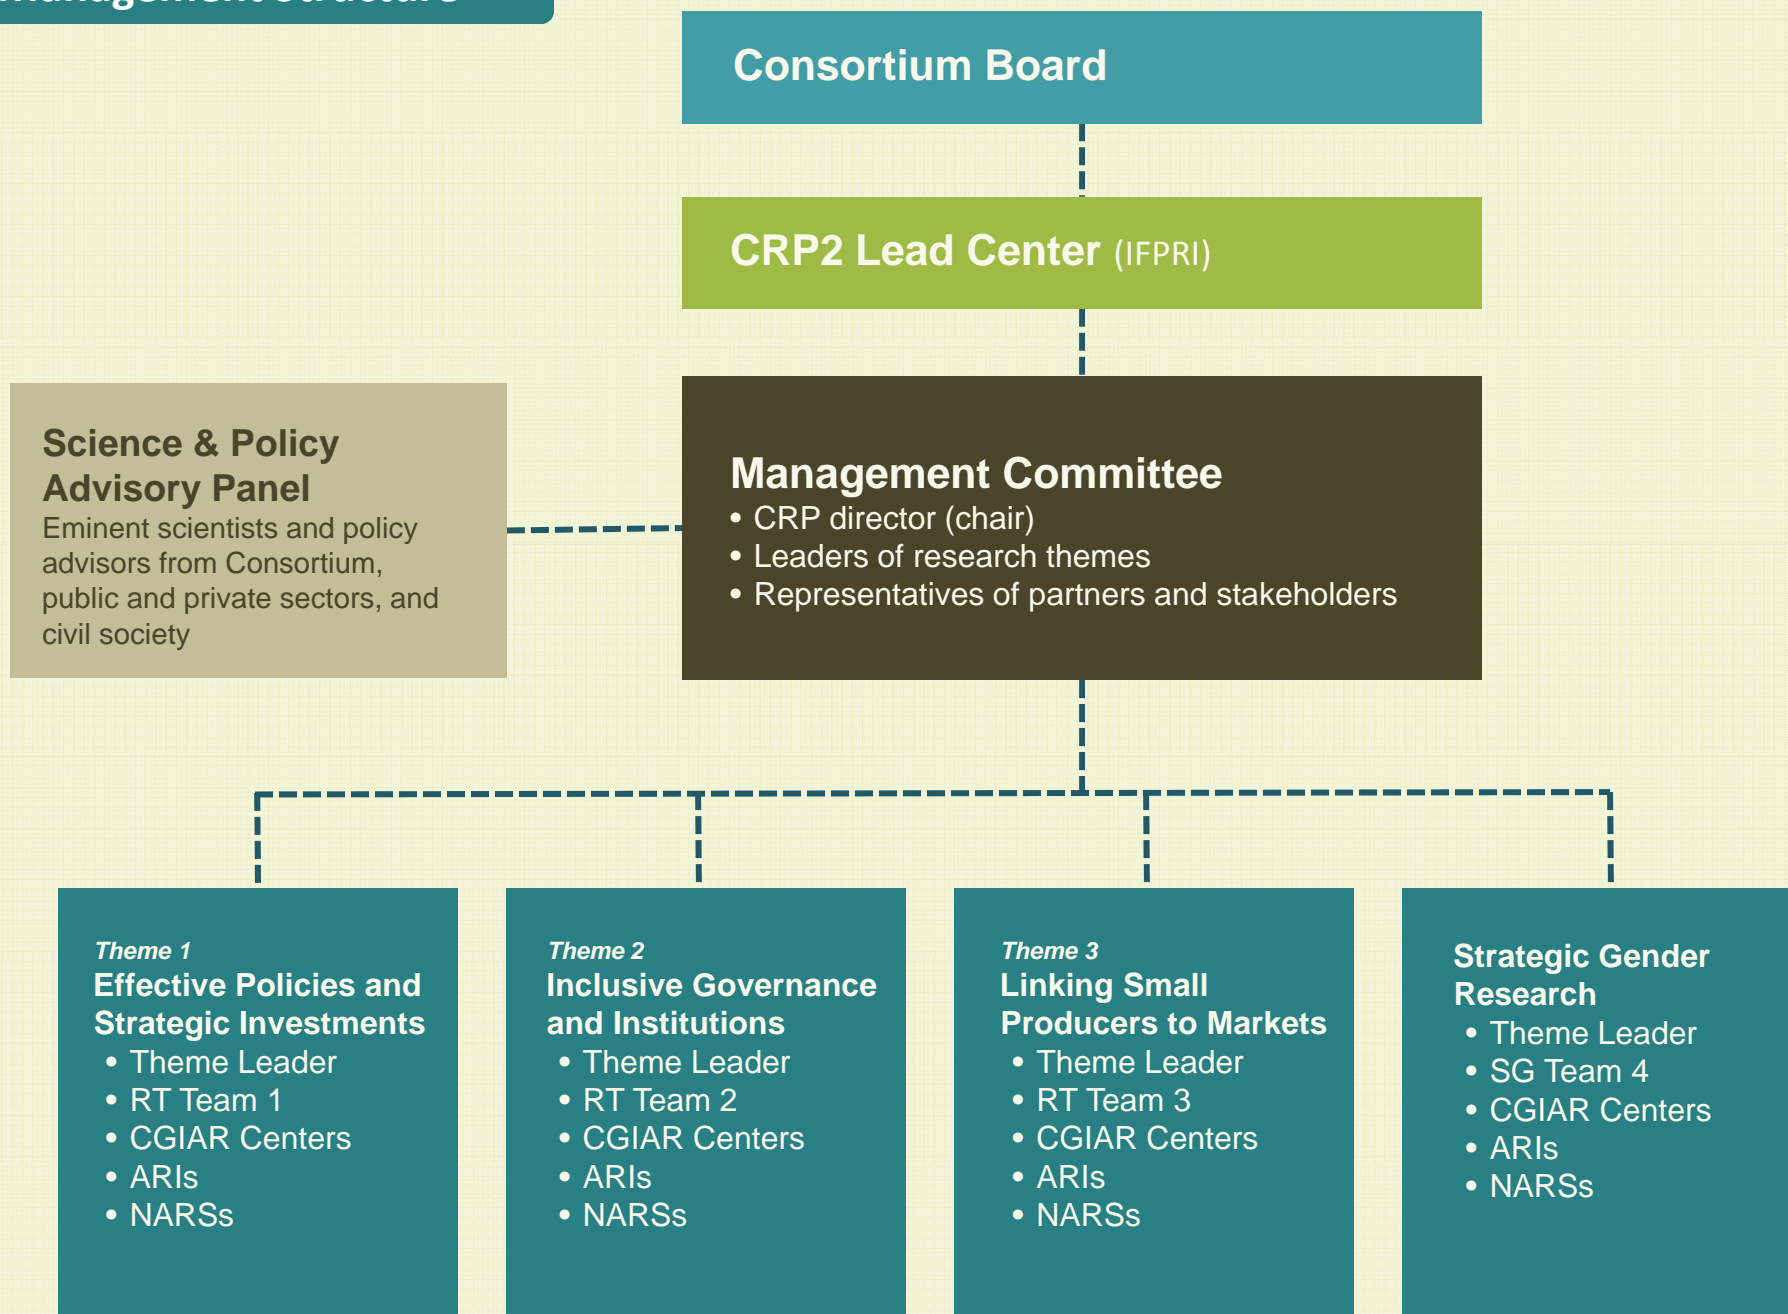 Management Structure
Consortium Board
CRP2 Lead Center (IFPRI)
Science & Policy
Advisory Panel
Eminent scientists and policy
advisors from Consortium,
public and private sectors, and
civil society
Management Committee
• CRP director (chair)
• Leaders of research themes
• Representatives of partners and stakeholders
Theme 1
Effective Policies and
Strategic Investments
• Theme Leader
• RT Team 1
• CGIAR Centers
• ARIs
• NARSs
Theme 2
Inclusive Governance
and Institutions
• Theme Leader
• RT Team 2
• CGIAR Centers
• ARIs
• NARSs
Theme 3
Linking Small
Producers to Markets
• Theme Leader
• RT Team 3
• CGIAR Centers
• ARIs
• NARSs
Strategic Gender
Research
• Theme Leader
• SG Team 4
• CGIAR Centers
• ARIs
• NARSs